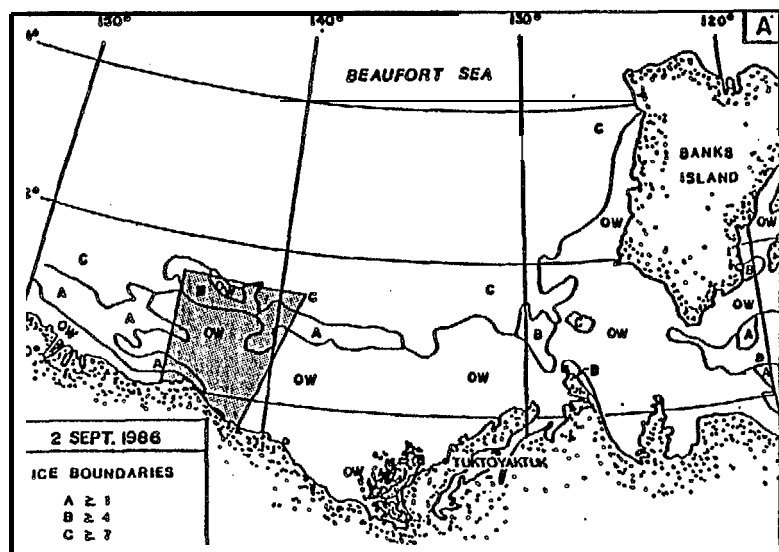 150° 140° 130° 120° A
BEAUFORT SEA
C
BANKS
ISLAND
OW
C
C
B
A
OW
OW
A
A
OW
C
A
B
C
OW
A
B
A
A
OW
OW
B
2 SEPT. 1986
OW
TUKTOYAKTUK
ICE BOUNDARIES
A ≥ 1
B ≥ 4
C ≥ 7